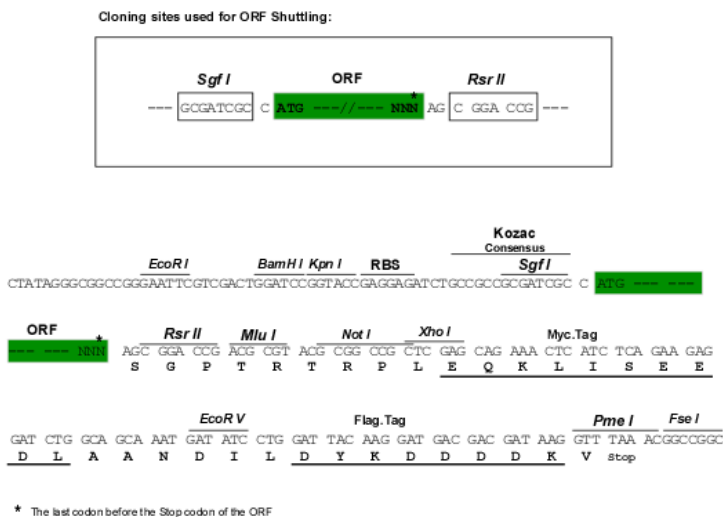 Cloning sites used for ORF Shuttling:
Sgf I ORF Rsr II
*
--- GCGATCGC C ATG ---//--- NNN AG C GGA CCG ---
Kozac
Consensus
EcoR I BamH I Kpn I RBS Sgf I
CTATAGGGCGGCCGGGAATTCGTCGACTGGATCCGGTACCGAGGAGATCTGCCGCCGCGATCGC C ATG --- ---
ORF * Rsr II Mlu I Not I Xho I Myc.Tag
--- --- NNN AGC GGA CCG ACG CGT ACG CGG CCG CTC GAG CAG AAA CTC ATC TCA GAA GAG
S G P T R T R P L E Q K L I S E E
EcoR V Flag.Tag Pme I Fse I
GAT CTG GCA GCA AAT GAT ATC CTG GAT TAC AAG GAT GAC GAC GAT AAG GTT TAA ACGGCCGGC
D L A A N D I L D Y K D D D D K V Stop
* The last codon before the Stop codon of the ORF